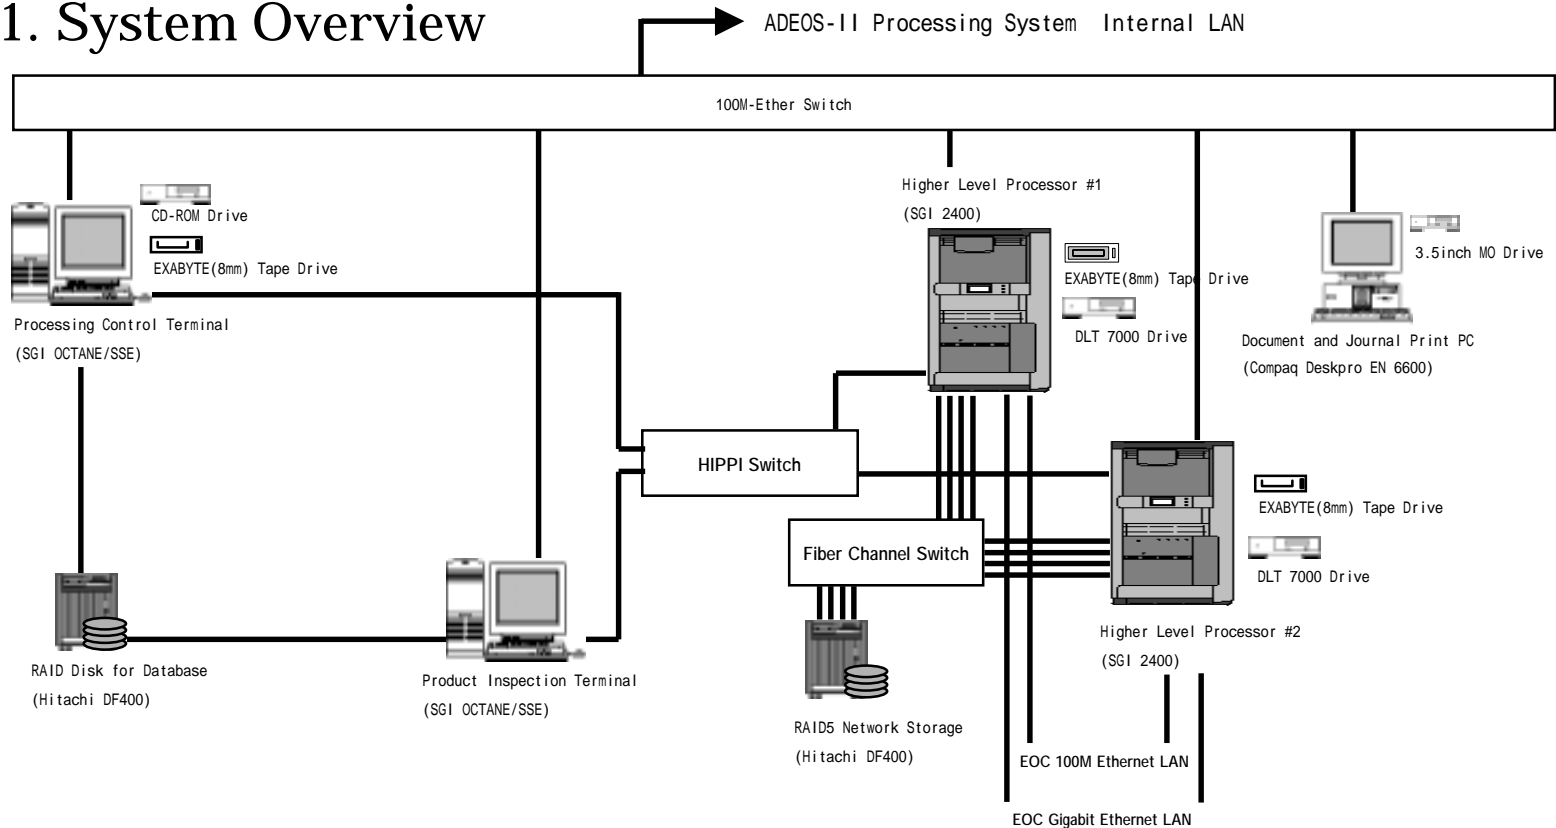 1. System Overview
ADEOS-II Processing System Internal LAN
100M-Ether Switch
CD-ROM Drive
EXABYTE(8mm) Tape Drive
Processing Control Terminal
(SGI OCTANE/SSE)
Higher Level Processor #1
(SGI 2400)
EXABYTE(8mm) Tape Drive
DLT 7000 Drive
3.5inch MO Drive
Document and Journal Print PC
(Compaq Deskpro EN 6600)
HIPPI Switch
Fiber Channel Switch
EXABYTE(8mm) Tape Drive
DLT 7000 Drive
Higher Level Processor #2
(SGI 2400)
RAID Disk for Database
(Hitachi DF400)
Product Inspection Terminal
(SGI OCTANE/SSE)
RAID5 Network Storage
(Hitachi DF400)
EOC 100M Ethernet LAN
EOC Gigabit Ethernet LAN